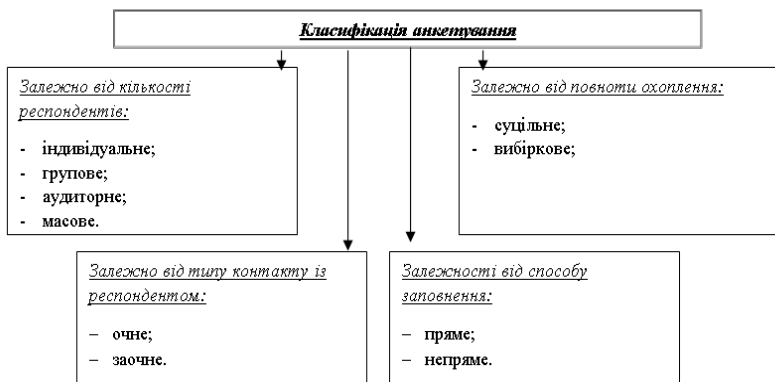 Класифікація анкетування
Залежно від кількості
респондентів:
- індивідуальне;
- групове;
- аудиторне;
- масове.
Залежно від повноти охоплення:
- суцільне;
- вибіркове;
Залежно від типу контакту із
респондентом:
– очне;
– заочне.
Залежності від способу
заповнення:
– пряме;
– непряме.